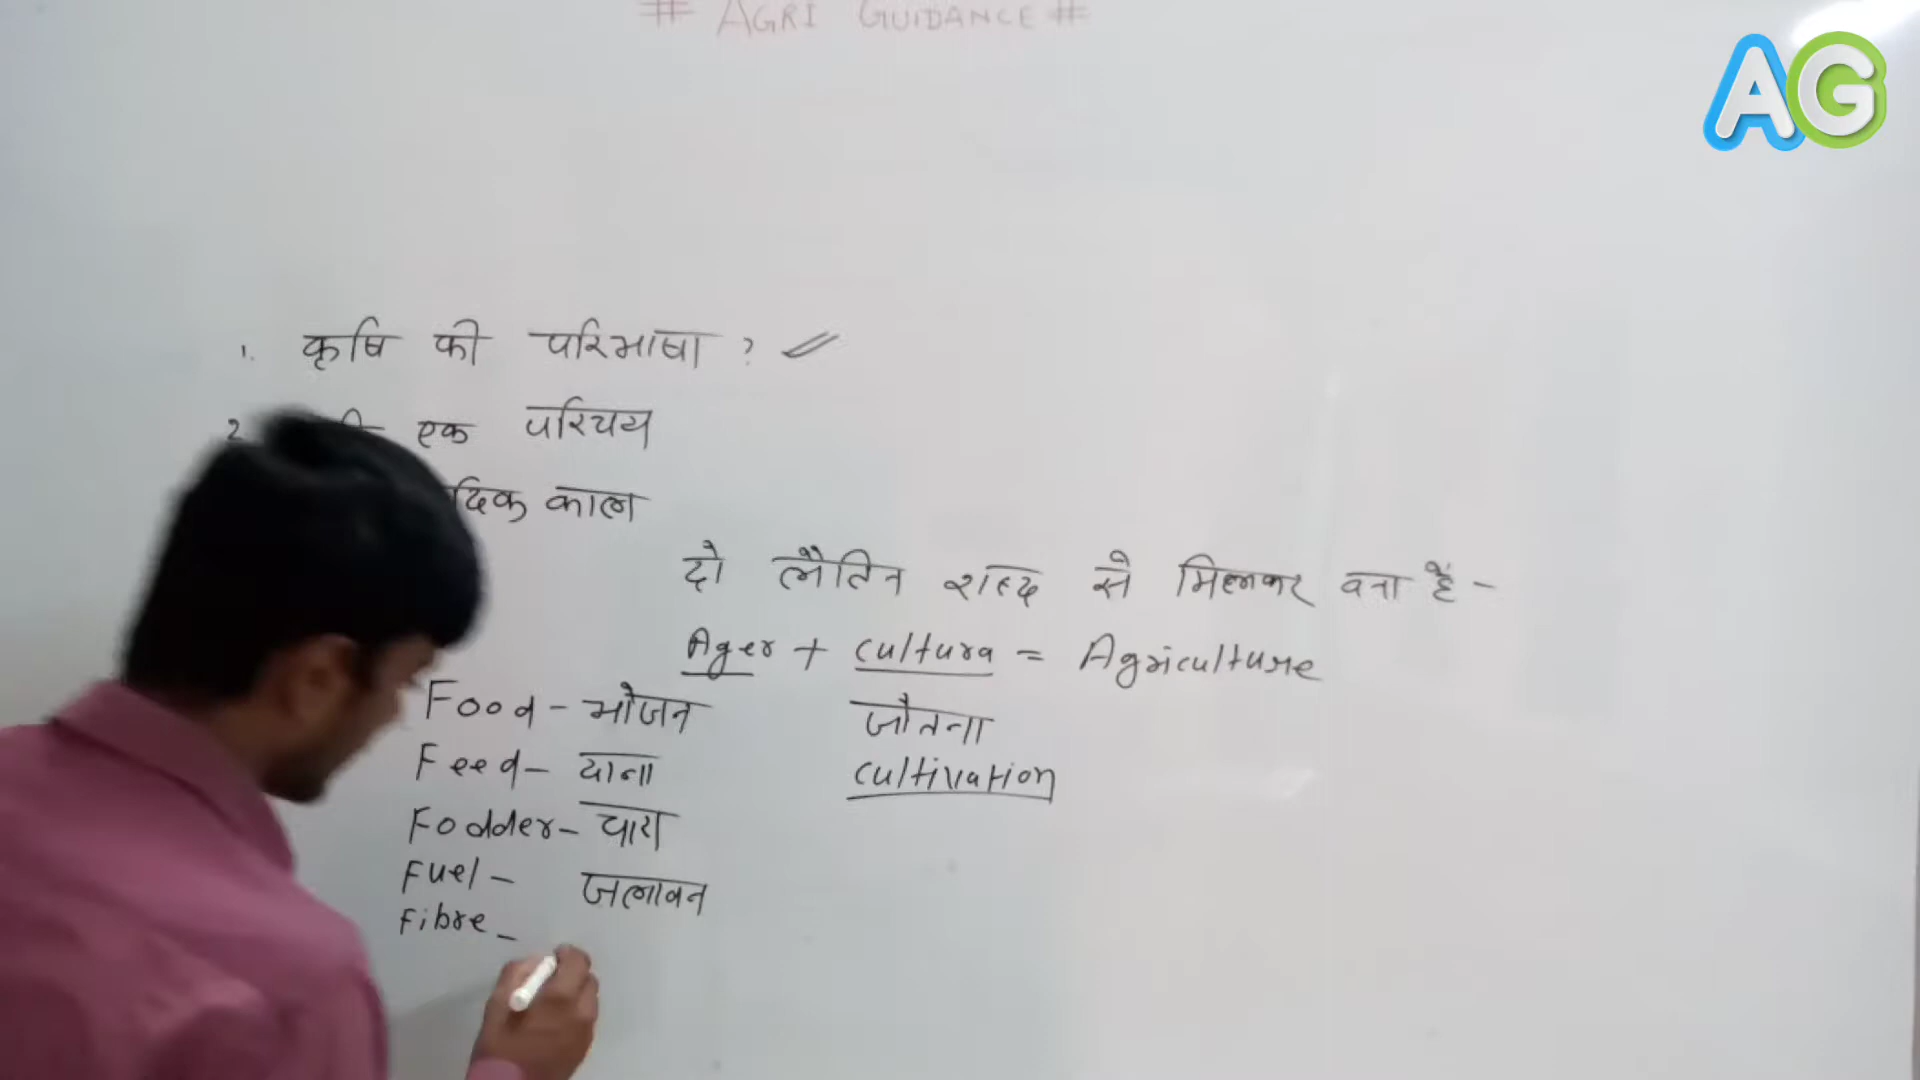 # AGRI GUIDANCE #
AG
1. कृषि की परिभाषा ?
2. एक परिचय
दिक काल
दो लैतिन शब्द से मिलकर बना है -
Ager + cultura = Agriculture
Food - भोजन
जोतना
Feed - दाना
cultivation
Fodder - चारा
Fuel - जलावन
Fibre -